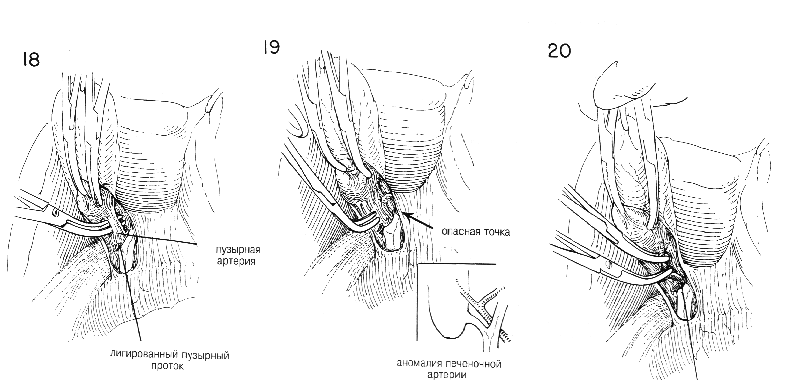 18
19
20
пузырная
артерия
опасная точка
лигированный пузырный
проток
аномалия печеночной
артерии